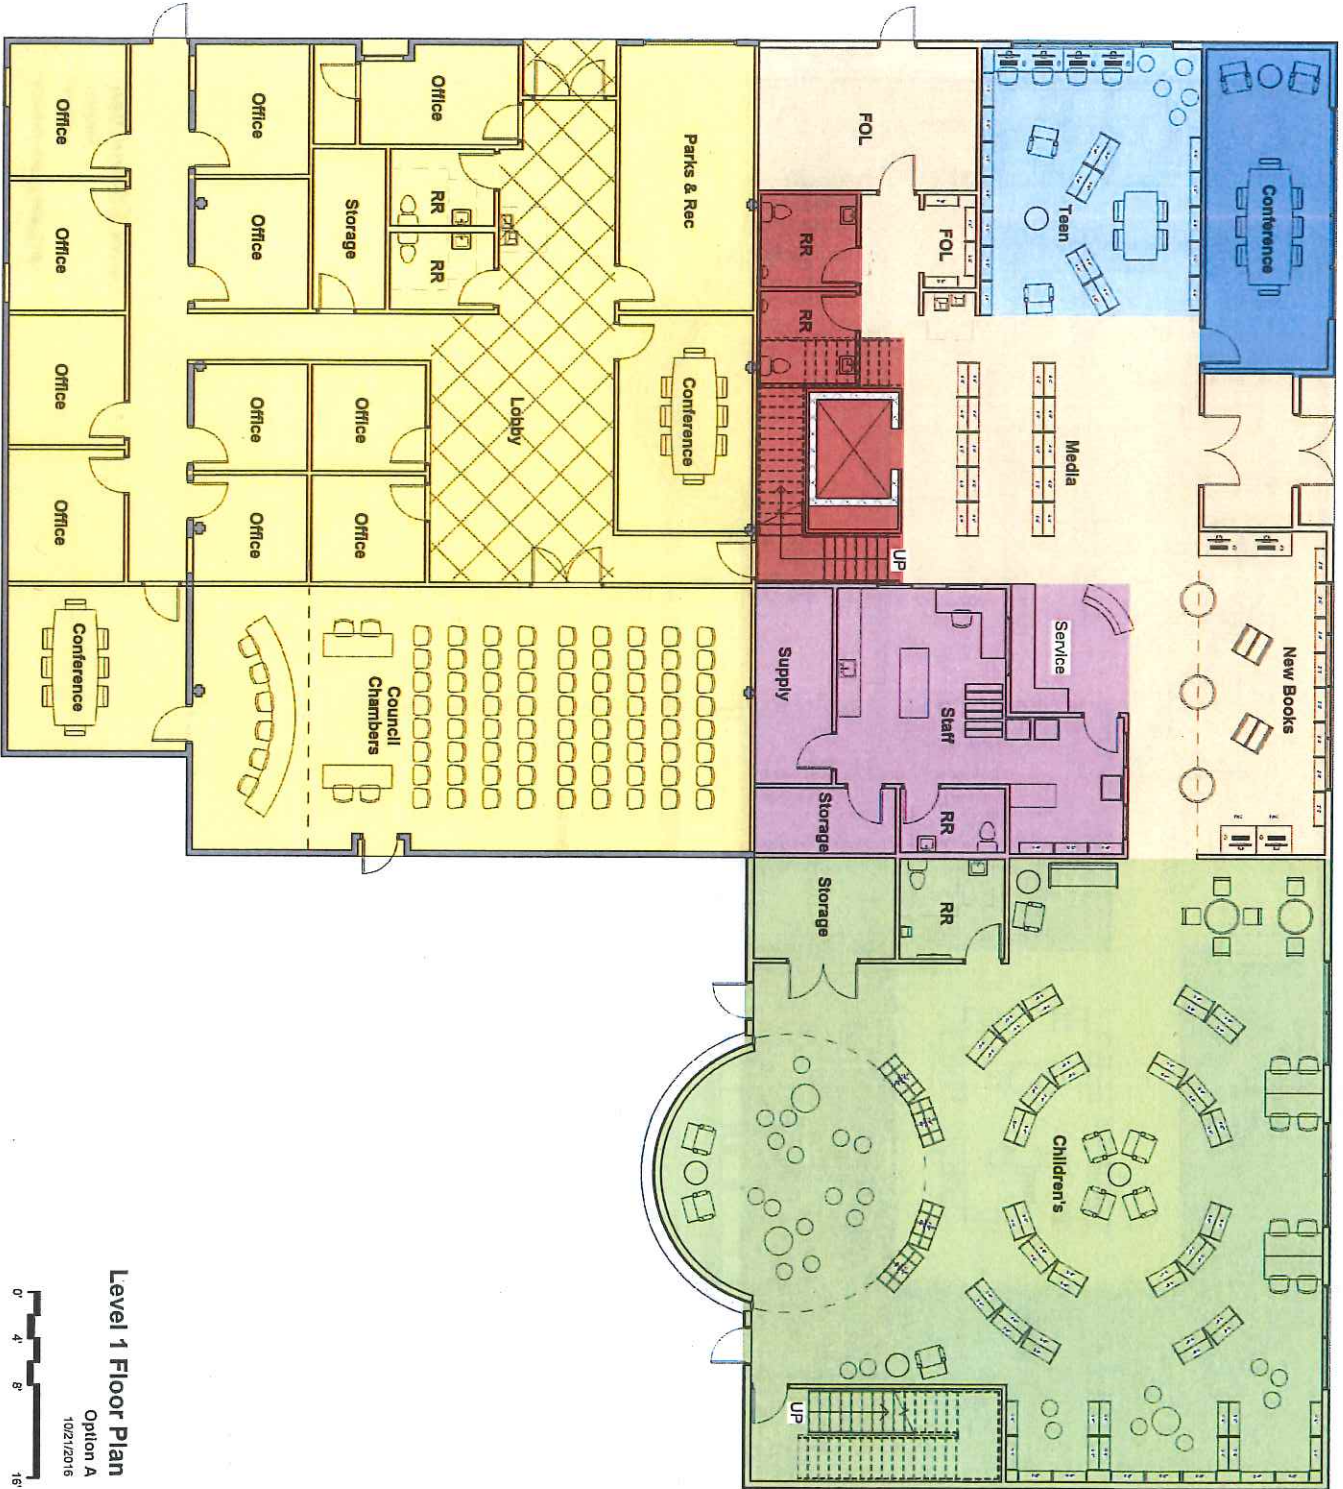 Conference
New Books
Teen
Media
Service
Children's
FOL
Staff
RR
RR
UP
FOL
RR
RR
Storage
Storage
UP
Supply
Parks & Rec
Conference
Lobby
Office
RR
RR
Council
Chambers
Storage
Office
Office
Office
Office
Office
Office
Office
Office
Office
Office
Conference
Level 1 Floor Plan
Option A
10/21/2016
0' 4' 8' 16'